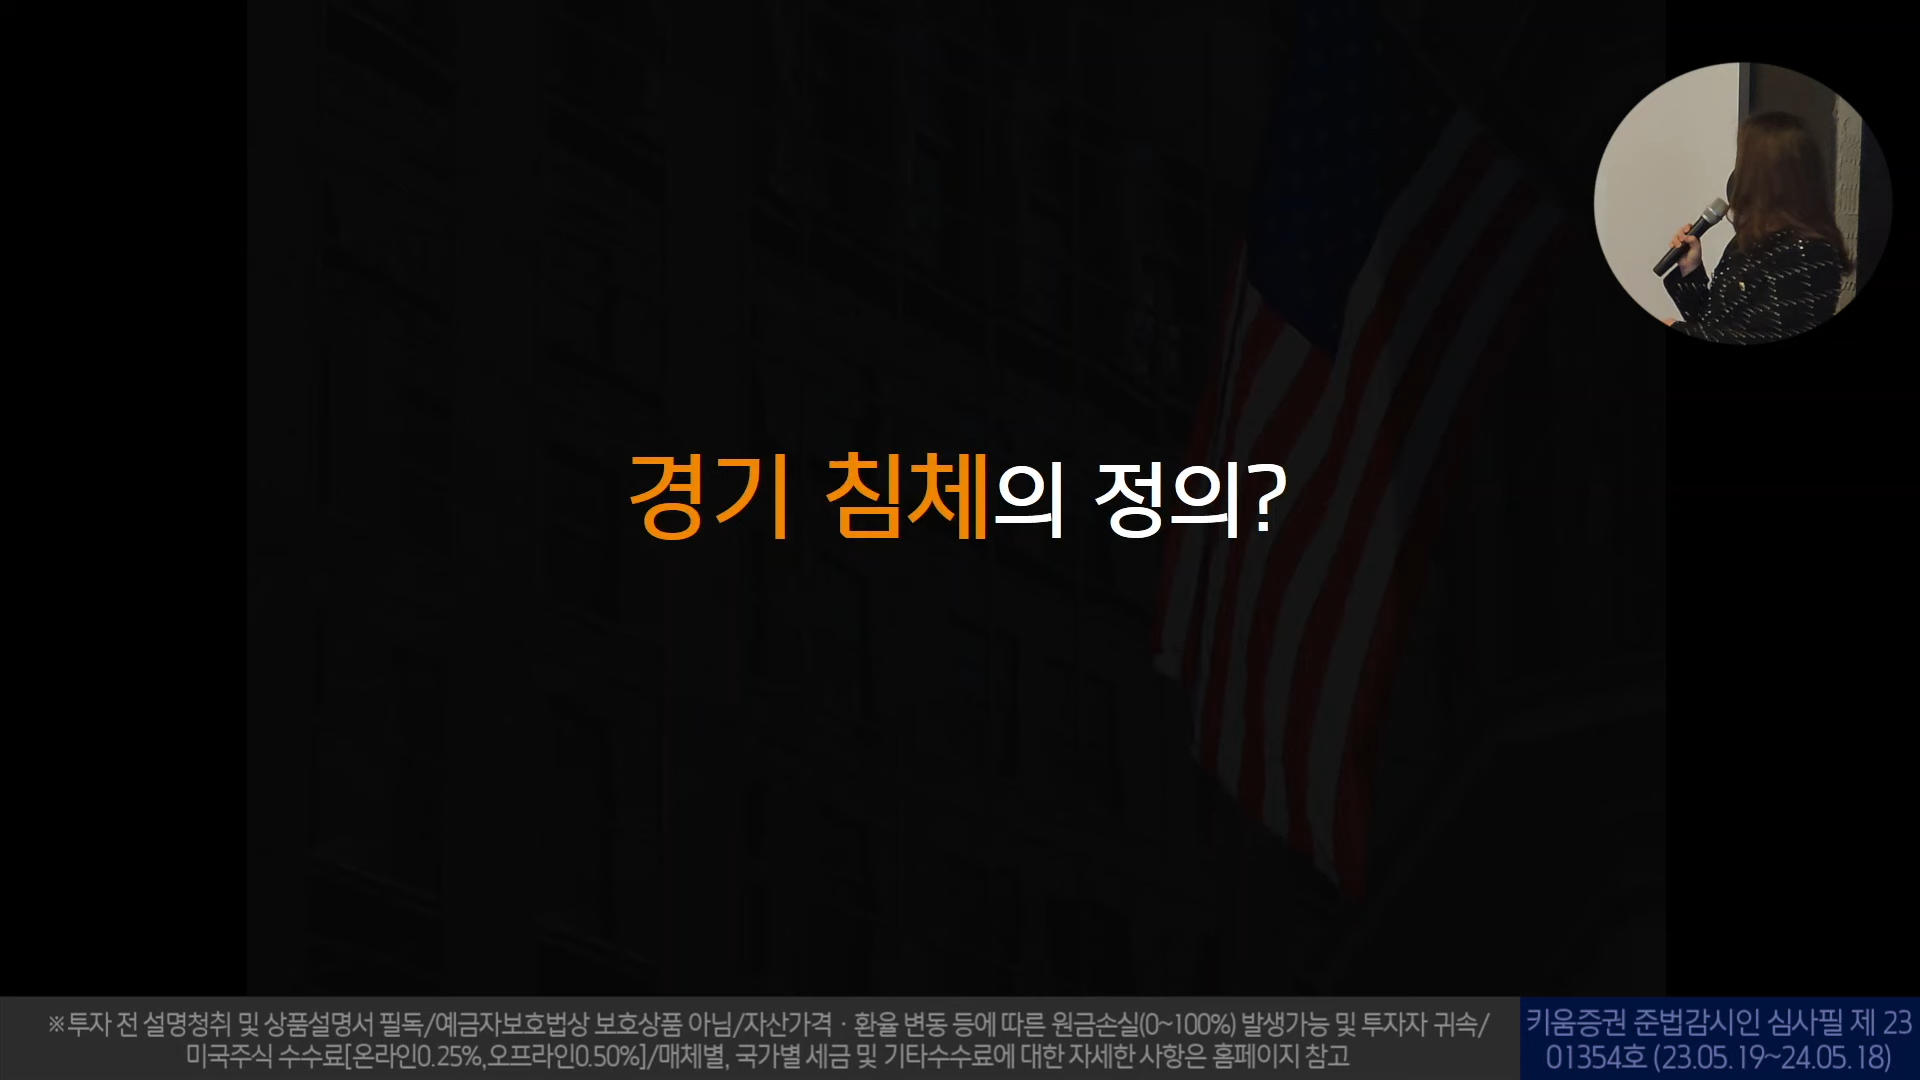 경기 침체의 정의?
※투자 전 설명청취 및 상품설명서 필독/예금자보호법상 보호상품 아님/자산가격 · 환율 변동 등에 따른 원금손실(0~100%) 발생가능 및 투자자 귀속/
미국주식 수수료[온라인0.25%,오프라인0.50%]/매체별, 국가별 세금 및 기타수수료에 대한 자세한 사항은 홈페이지 참고
키움증권 준법감시인 심사필 제 23
01354호 (23.05.19~24.05.18)